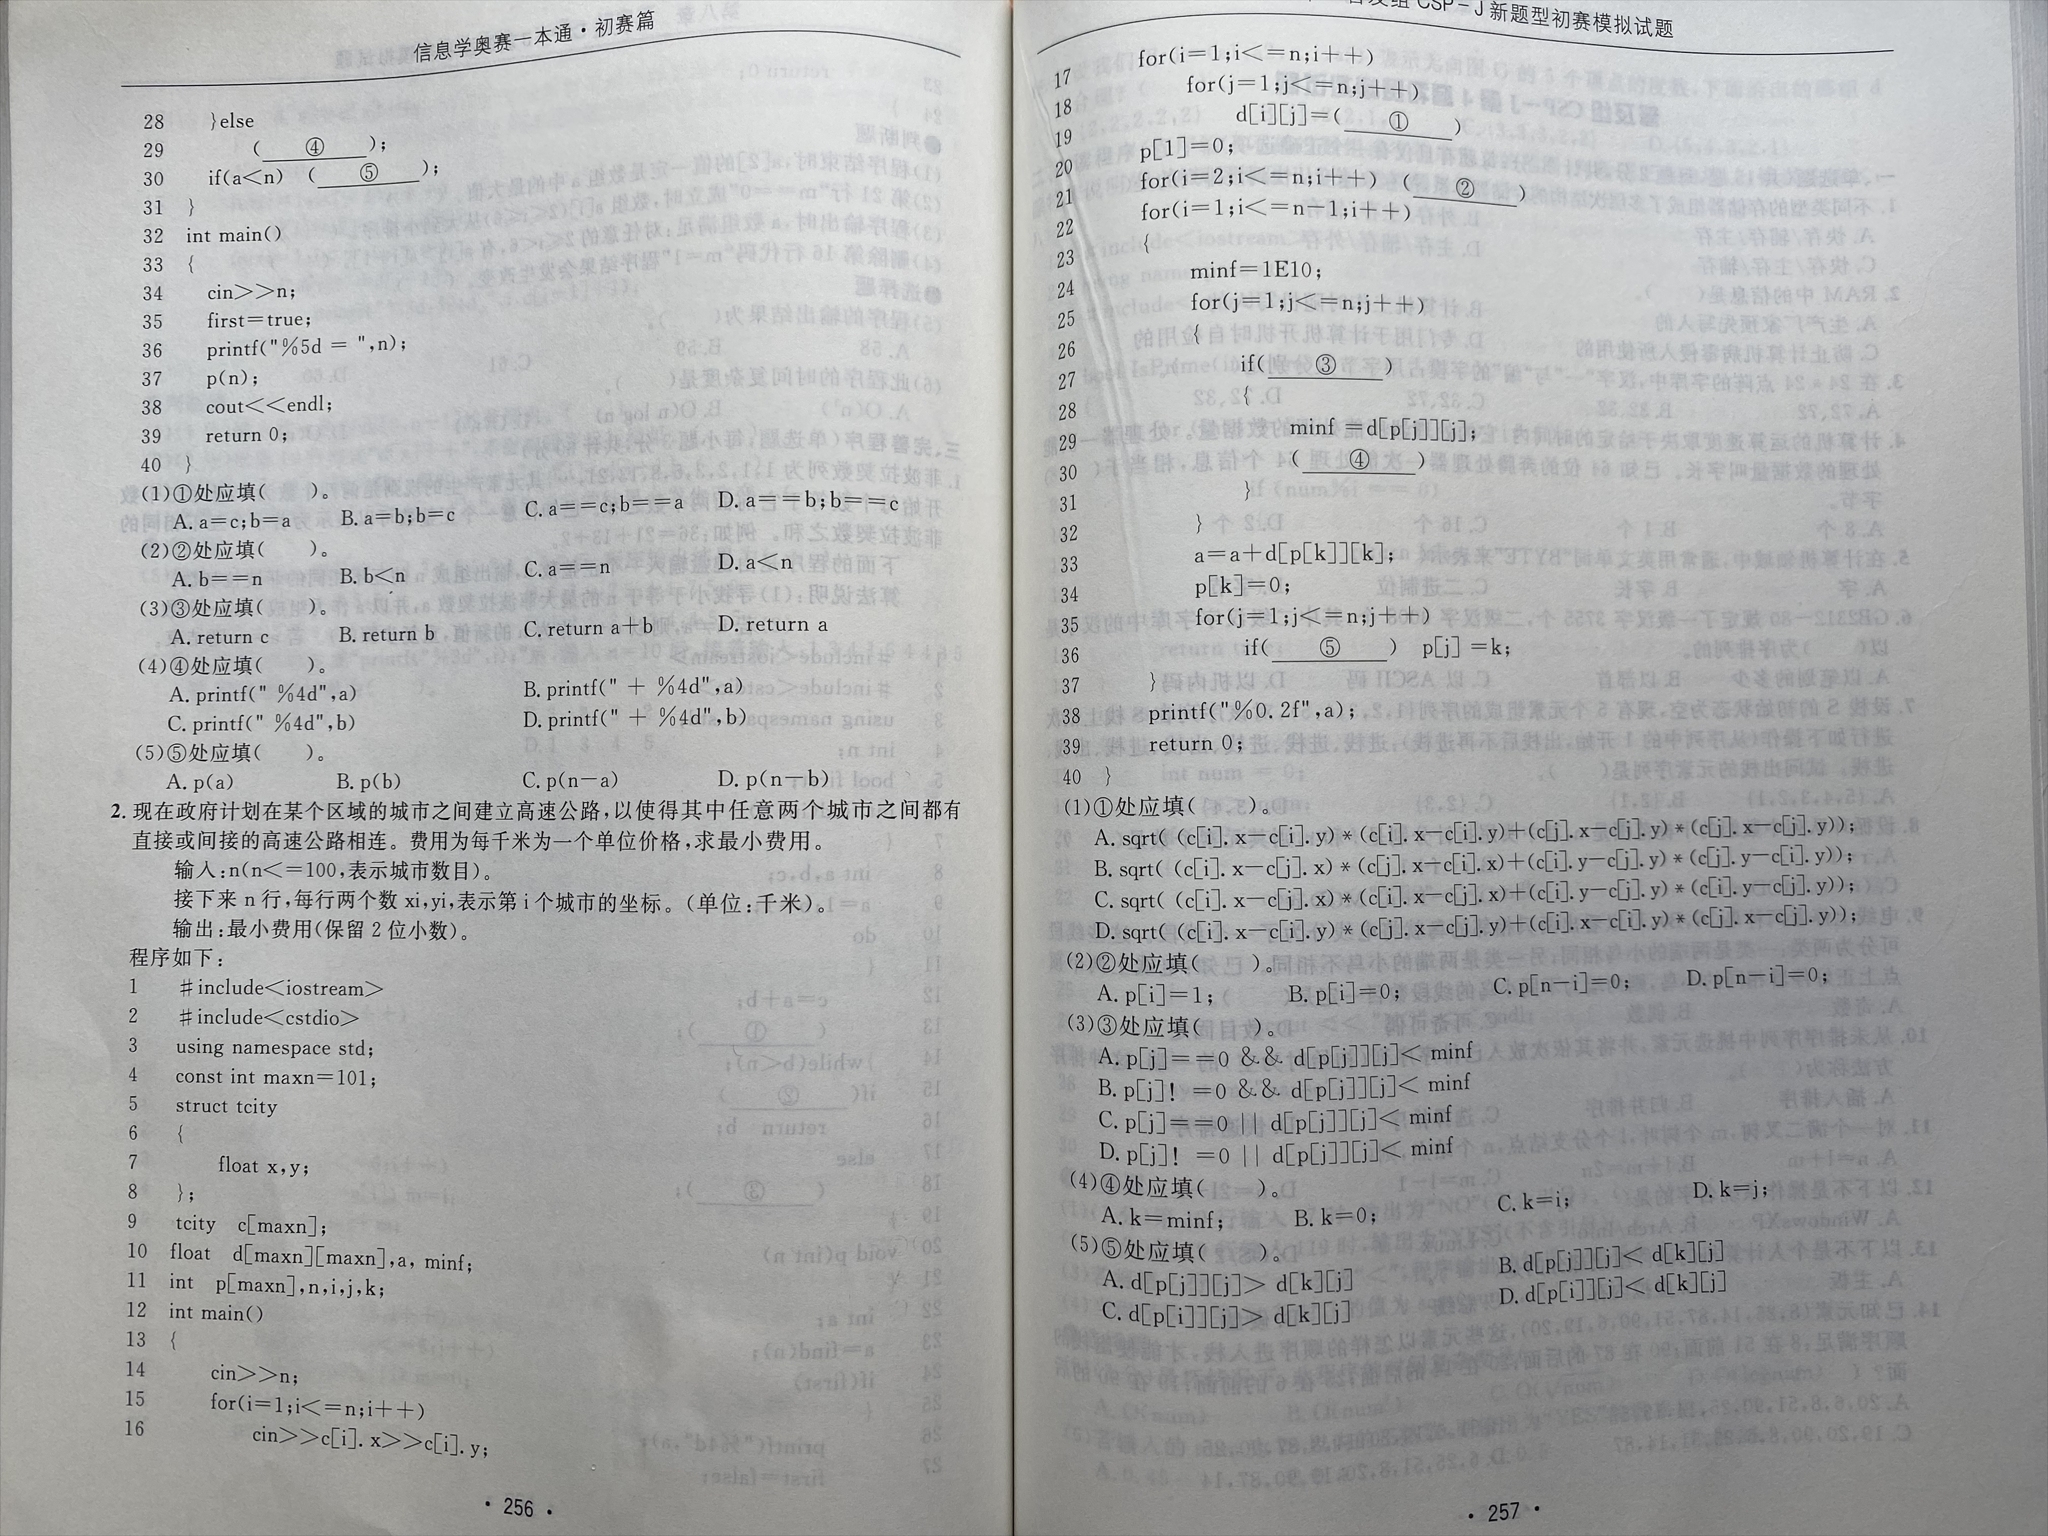 信息学奥赛一本通·初赛篇
28 }else
29 ( ④ );
30 if(a<n) ( ⑤ );
31 }
32 int main()
33 {
34 cin>>n;
35 first=true;
36 printf("%5d = ",n);
37 p(n);
38 cout<<endl;
39 return 0;
40 }
(1)①处应填( )。
A. a=c;b=a B. a=b;b=c C. a==c;b==a D. a==b;b==c
(2)②处应填( )。
A. b==n B. b<n C. a==n D. a<n
(3)③处应填( )。
A. return c B. return b C. return a+b D. return a
(4)④处应填( )。
A. printf(" %4d",a) B. printf(" + %4d",a)
C. printf(" %4d",b) D. printf(" + %4d",b)
(5)⑤处应填( )。
A. p(a) B. p(b) C. p(n-a) D. p(n-b)
2. 现在政府计划在某个区域的城市之间建立高速公路,以使得其中任意两个城市之间都有
直接或间接的高速公路相连。费用为每千米为一个单位价格,求最小费用。
输入:n(n<=100,表示城市数目)。
接下来 n 行,每行两个数 xi,yi,表示第 i 个城市的坐标。(单位:千米)。
输出:最小费用(保留 2 位小数)。
程序如下:
1 #include<iostream>
2 #include<cstdio>
3 using namespace std;
4 const int maxn=101;
5 struct tcity
6 {
7 float x,y;
8 };
9 tcity c[maxn];
10 float d[maxn][maxn],a, minf;
11 int p[maxn],n,i,j,k;
12 int main()
13 {
14 cin>>n;
15 for(i=1;i<=n;i++)
16 cin>>c[i].x>>c[i].y;
· 256 ·
CSP-J 新题型初赛模拟试题
17 for(i=1;i<=n;i++)
18 for(j=1;j<=n;j++)
19 d[i][j]=( ① )
20 p[1]=0;
21 for(i=2;i<=n;i++) ( ② )
22 for(i=1;i<=n-1;i++)
23 {
24 minf=1E10;
25 for(j=1;j<=n;j++)
26 {
27 if( ③ )
28 {
29 minf =d[p[j]][j];
30 ( ④ )
31 }
32 }
33 a=a+d[p[k]][k];
34 p[k]=0;
35 for(j=1;j<=n;j++)
36 if( ⑤ ) p[j] =k;
37 }
38 printf("%0.2f",a);
39 return 0;
40 }
(1)①处应填( )。
A. sqrt( (c[i].x-c[i].y)*(c[i].x-c[i].y)+(c[j].x-c[j].y)*(c[j].x-c[j].y));
B. sqrt( (c[i].x-c[j].x)*(c[j].x-c[i].x)+(c[i].y-c[j].y)*(c[j].y-c[i].y));
C. sqrt( (c[i].x-c[j].x)*(c[i].x-c[j].x)+(c[i].y-c[j].y)*(c[i].y-c[j].y));
D. sqrt( (c[i].x-c[i].y)*(c[j].x-c[j].y)+(c[i].x-c[i].y)*(c[j].x-c[j].y));
(2)②处应填( )。
A. p[i]=1; B. p[i]=0; C. p[n-i]=0; D. p[n-i]=0;
(3)③处应填( )。
A. p[j]==0 && d[p[j]][j]< minf
B. p[j]! =0 && d[p[j]][j]< minf
C. p[j]==0 || d[p[j]][j]< minf
D. p[j]! =0 || d[p[j]][j]< minf
(4)④处应填( )。
A. k=minf; B. k=0; C. k=i; D. k=j;
(5)⑤处应填( )。
A. d[p[j]][j]> d[k][j] B. d[p[j]][j]< d[k][j]
C. d[p[i]][j]> d[k][j] D. d[p[i]][j]< d[k][j]
· 257 ·